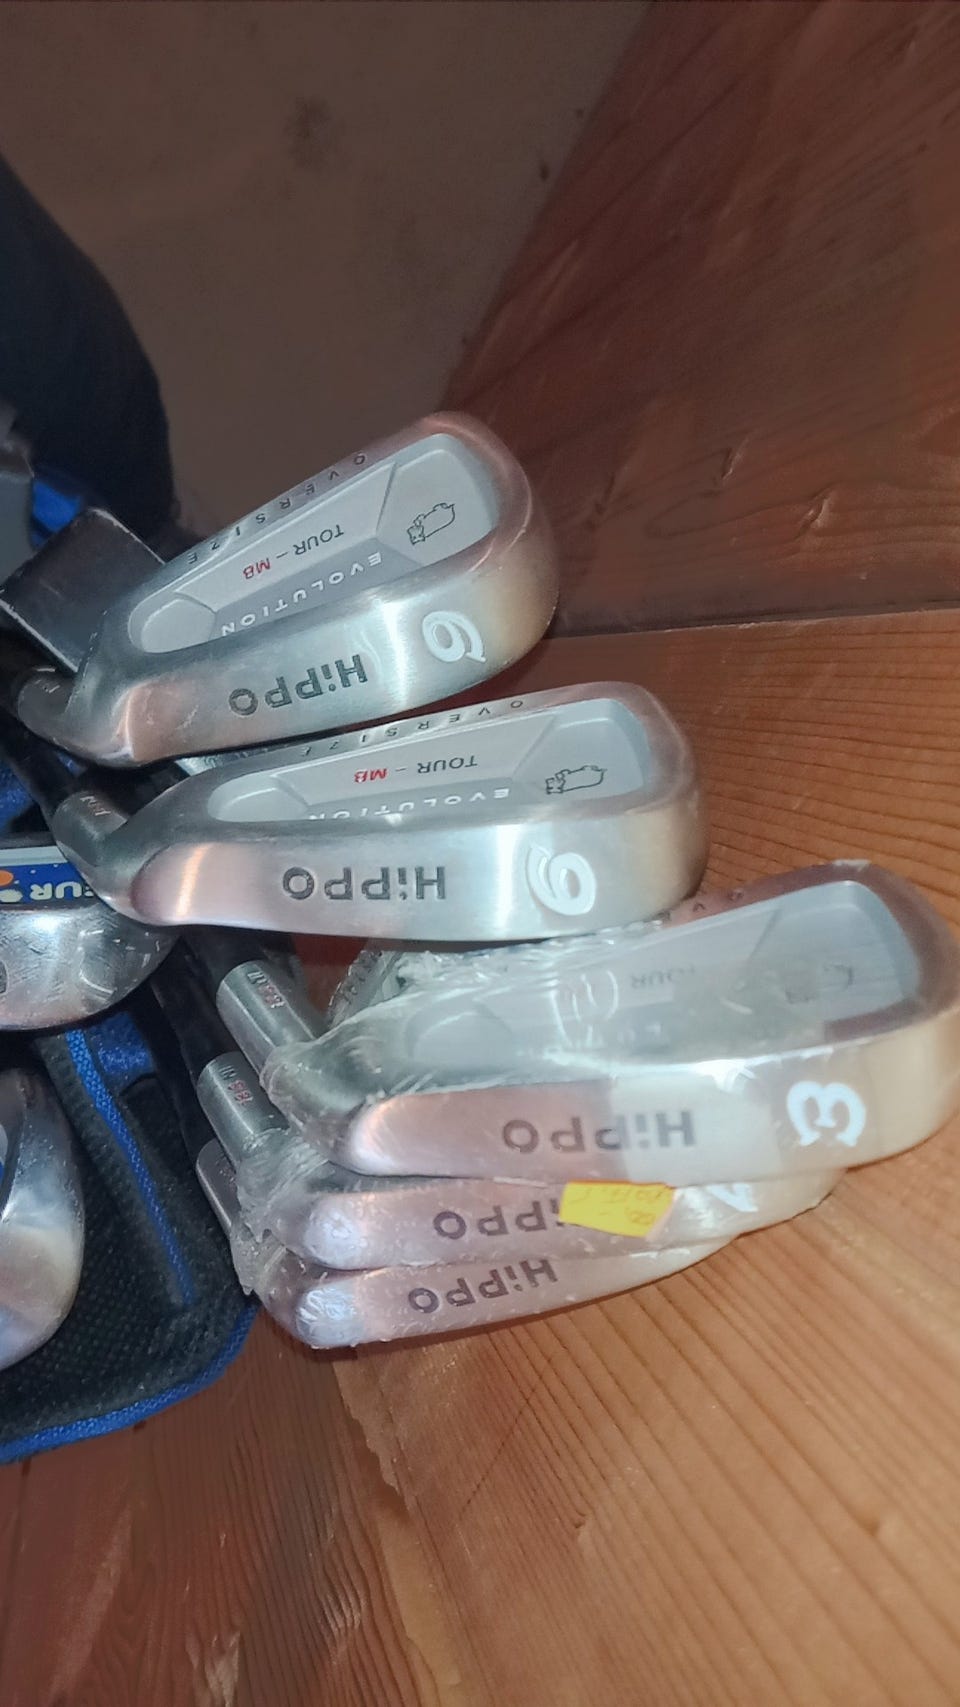 OVERSIZE
TOUR - MB
EVOLUTION
HiPPO
9
OVERSIZE
TOUR - MB
EVOLUTION
HiPPO
6
TOUR
HiPPO
3
HiPPO
HiPPO